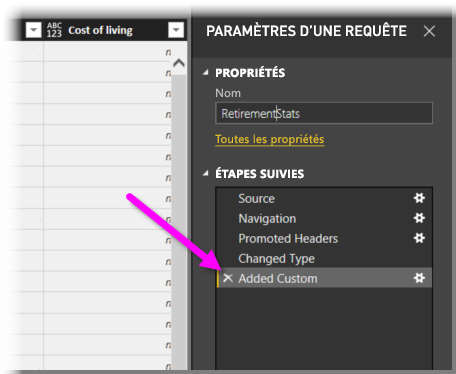 ABC
123 Cost of living
PARAMÈTRES D'UNE REQUÊTE
PROPRIÉTÉS
Nom
RetirementStats
Toutes les propriétés
ÉTAPES SUIVIES
Source
Navigation
Promoted Headers
Changed Type
Added Custom